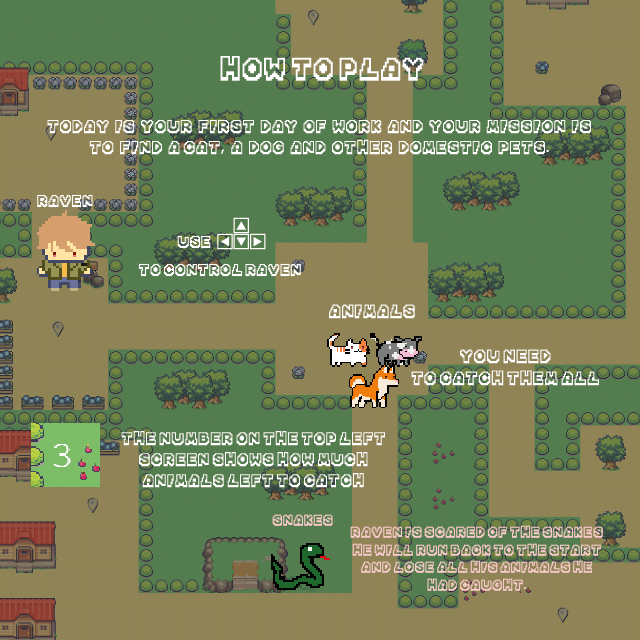 HOW TO PLAY
TODAY IS YOUR FIRST DAY OF WORK AND YOUR MISSION IS
TO FIND A CAT, A DOG AND OTHER DOMESTIC PETS.
RAVEN
USE
TO CONTROL RAVEN
ANIMALS
YOU NEED
TO CATCH THEM ALL
3
THE NUMBER ON THE TOP LEFT
SCREEN SHOWS HOW MUCH
ANIMALS LEFT TO CATCH
SNAKES
RAVEN IS SCARED OF THE SNAKES
HE WILL RUN BACK TO THE START
AND LOSE ALL HIS ANIMALS HE
HAD CAUGHT.